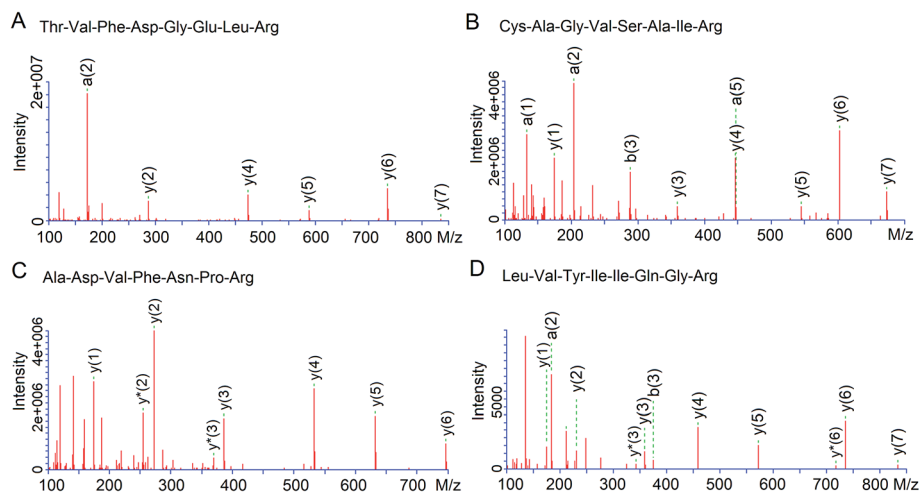 A
Thr-Val-Phe-Asp-Gly-Glu-Leu-Arg
2e+007
Intensity
0
a(2)
y(2)
y(4)
y(5)
y(6)
y(7)
100 200 300 400 500 600 700 800 M/z
B
Cys-Ala-Gly-Val-Ser-Ala-Ile-Arg
4e+006
2e+006
0
Intensity
a(1)
y(1)
a(2)
b(3)
y(3)
a(5)
y(4)
y(5)
y(6)
y(7)
100 200 300 400 500 600 M/z
C
Ala-Asp-Val-Phe-Asn-Pro-Arg
4e+006
2e+006
0
Intensity
y(1)
y*(2)
y(2)
y*(3)
y(3)
y(4)
y(5)
y(6)
100 200 300 400 500 600 700 M/z
D
Leu-Val-Tyr-Ile-Ile-Gln-Gly-Arg
5000
0
Intensity
y(1)
a(2)
y(2)
y*(3)
y(3)
b(3)
y(4)
y(5)
y*(6)
y(6)
y(7)
100 200 300 400 500 600 700 800 M/z